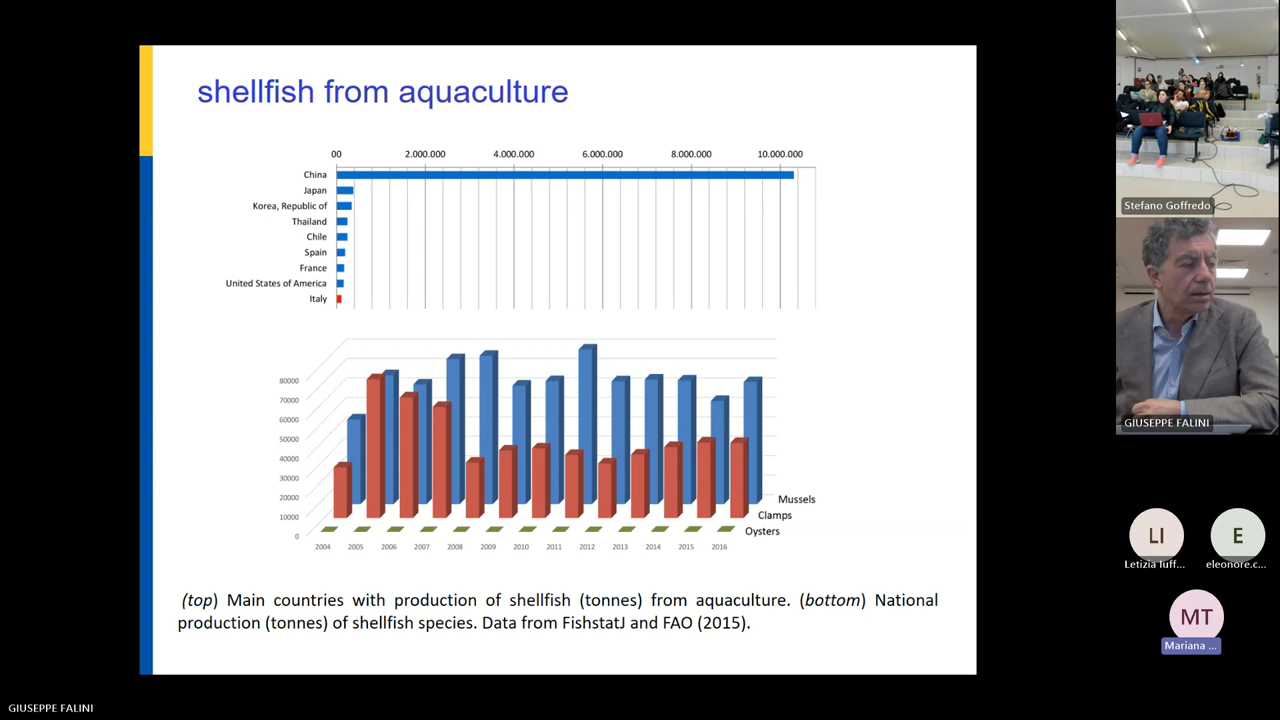 shellfish from aquaculture
00 2.000.000 4.000.000 6.000.000 8.000.000 10.000.000
China
Japan
Korea, Republic of
Thailand
Chile
Spain
France
United States of America
Italy
80000
70000
60000
50000
40000
30000
20000
10000
0
Mussels
Clamps
Oysters
2004 2005 2006 2007 2008 2009 2010 2011 2012 2013 2014 2015 2016
(top) Main countries with production of shellfish (tonnes) from aquaculture. (bottom) National
production (tonnes) of shellfish species. Data from FishstatJ and FAO (2015).
Stefano Goffredo
GIUSEPPE FALINI
LI
Letizia Iuff...
E
eleonore.c...
MT
Mariana ...
GIUSEPPE FALINI